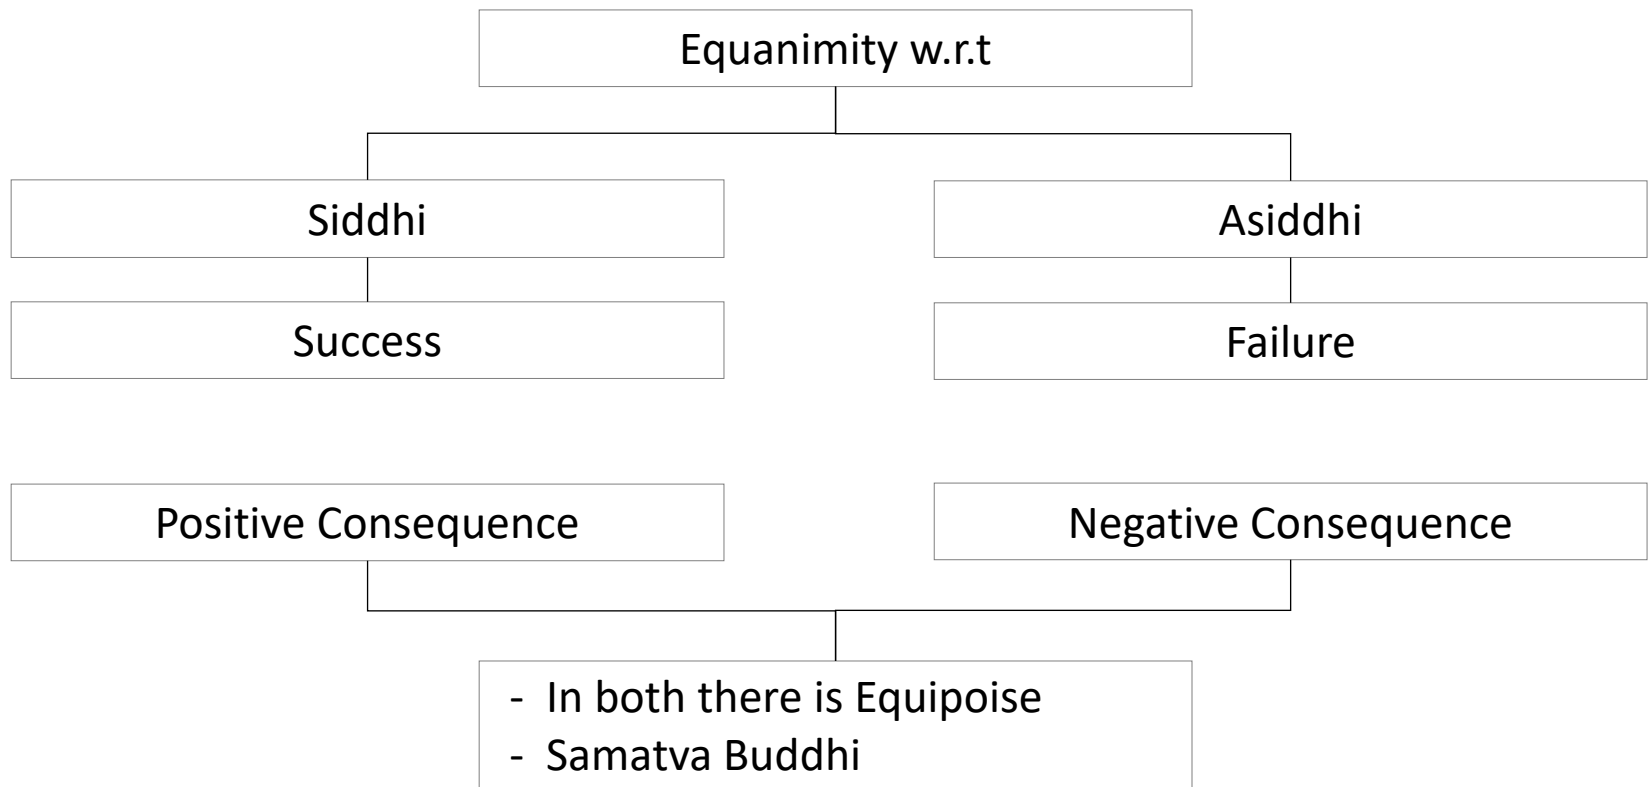 Equanimity w.r.t
Siddhi
Asiddhi
Success
Failure
Positive Consequence
Negative Consequence
- In both there is Equipoise
- Samatva Buddhi